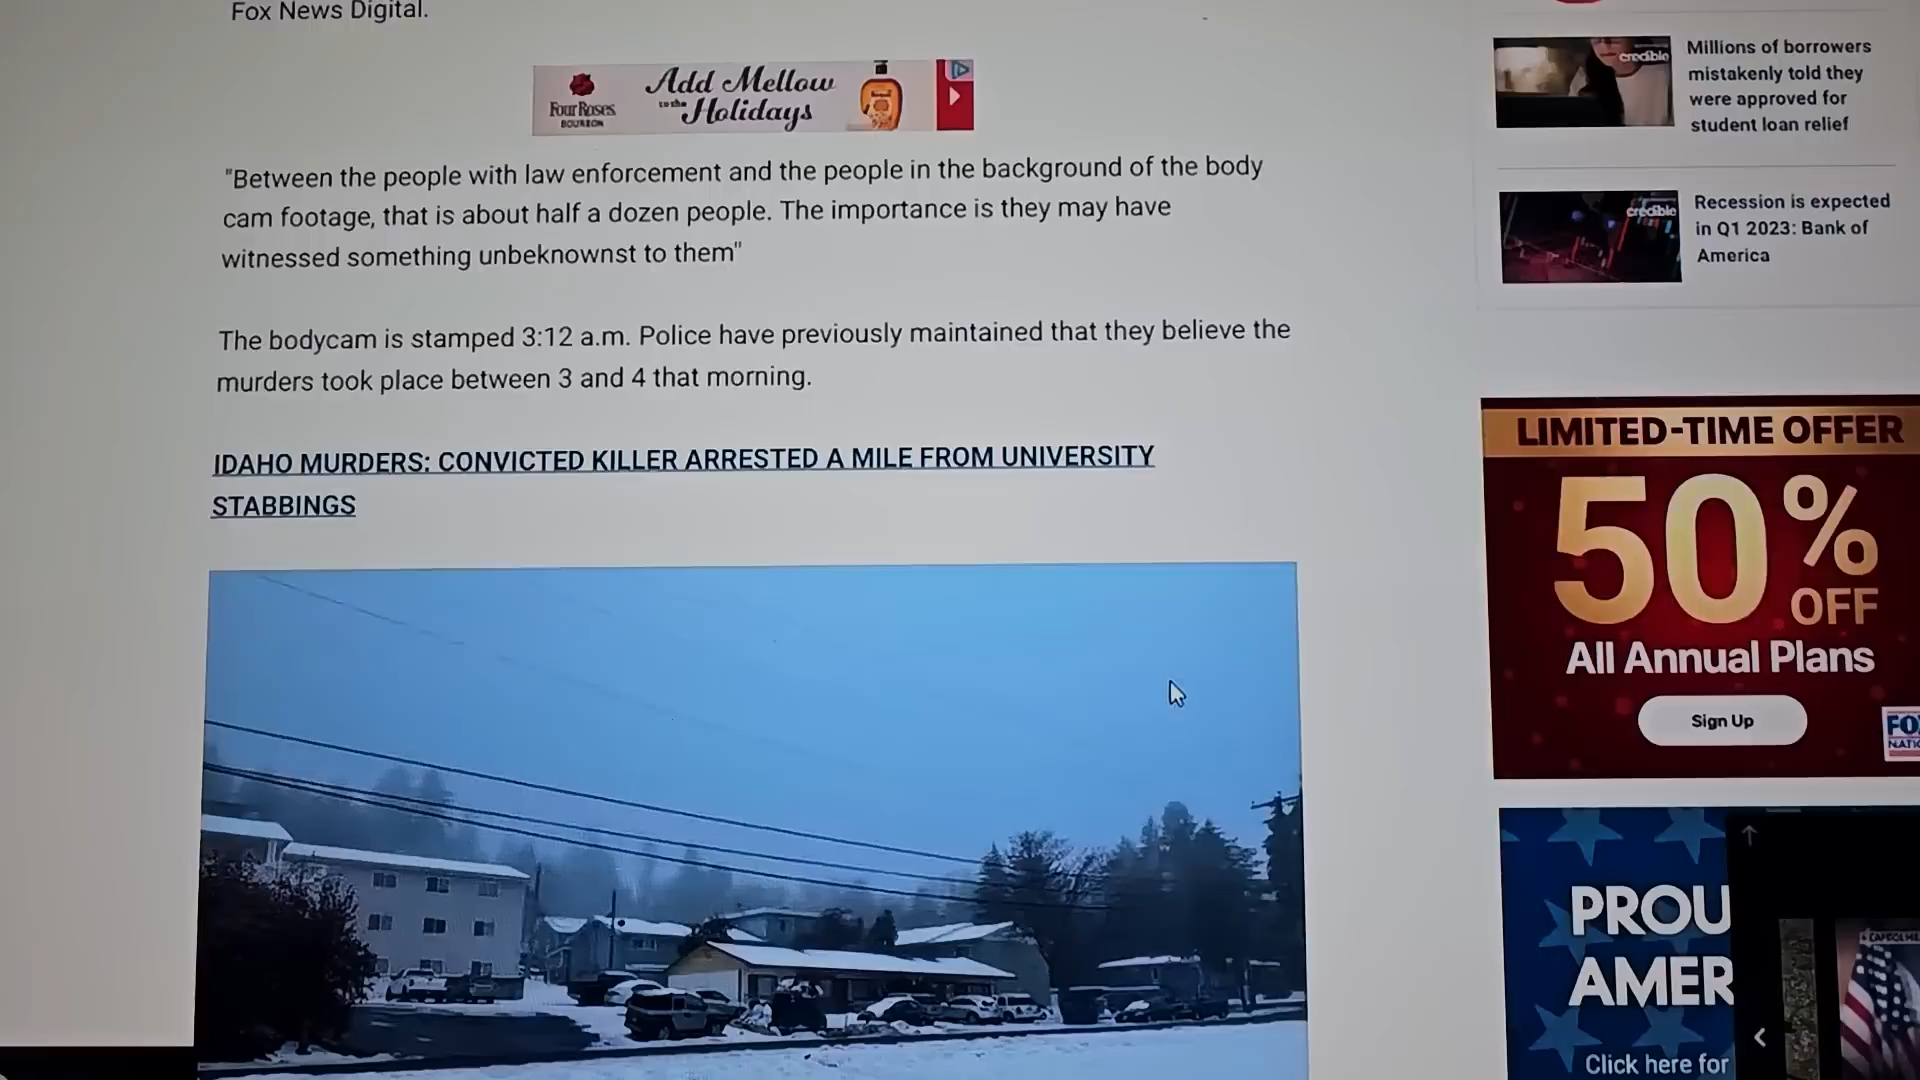 Fox News Digital.
Four Roses
BOURBON
Add Mellow
to the Holidays
"Between the people with law enforcement and the people in the background of the body
cam footage, that is about half a dozen people. The importance is they may have
witnessed something unbeknownst to them"
The bodycam is stamped 3:12 a.m. Police have previously maintained that they believe the
murders took place between 3 and 4 that morning.
IDAHO MURDERS: CONVICTED KILLER ARRESTED A MILE FROM UNIVERSITY
STABBINGS
credible
Millions of borrowers
mistakenly told they
were approved for
student loan relief
credible
Recession is expected
in Q1 2023: Bank of
America
LIMITED-TIME OFFER
50%
OFF
All Annual Plans
Sign Up
FO
NATI
PROU
AMER
Click here for